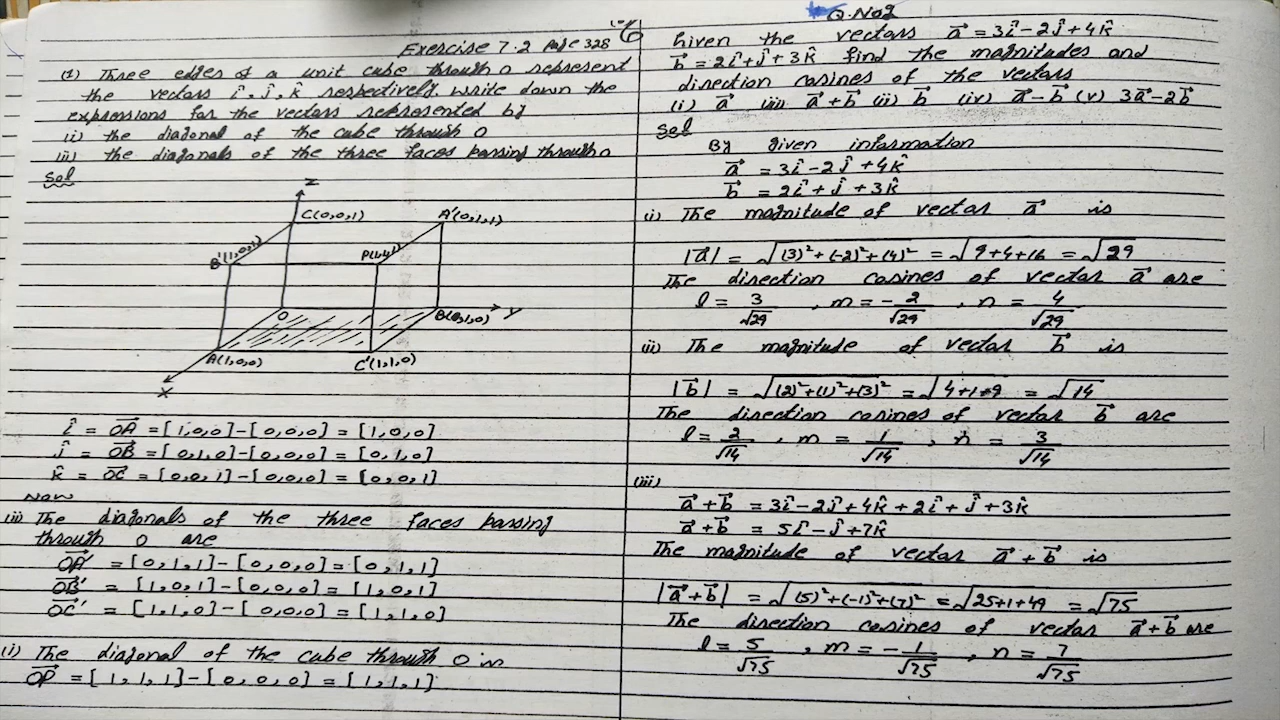 Exercise 7.2 Page 328
(1) Three edges of a unit cube through O represent
the vectors î, ĵ, k̂ respectively. Write down the
expressions for the vectors represented by
(i) the diagonal of the cube through O
(ii) the diagonals of the three faces passing through O
Sol
Z
C(0,0,1) A'(0,1,1)
B'(1,0,1) P(1,1,1)
O B(0,1,0) Y
A(1,0,0) C'(1,1,0)
X
î = OA⃗ = [1,0,0]-[0,0,0] = [1,0,0]
ĵ = OB⃗ = [0,1,0]-[0,0,0] = [0,1,0]
k̂ = OC⃗ = [0,0,1]-[0,0,0] = [0,0,1]
Now
(ii) The diagonals of the three faces passing
through O are
OA'⃗ = [0,1,1]-[0,0,0] = [0,1,1]
OB'⃗ = [1,0,1]-[0,0,0] = [1,0,1]
OC'⃗ = [1,1,0]-[0,0,0] = [1,1,0]
(i) The diagonal of the cube through O is
OP⃗ = [1,1,1]-[0,0,0] = [1,1,1]
Q.No2
Given the vectors a⃗ = 3î-2ĵ+4k̂
b⃗ = 2î+ĵ+3k̂ find the magnitudes and
direction cosines of the vectors
(i) a⃗ (iii) a⃗+b⃗ (ii) b⃗ (iv) a⃗-b⃗ (v) 3a⃗-2b⃗
Sol
By given information
a⃗ = 3î-2ĵ+4k̂
b⃗ = 2î+ĵ+3k̂
(i) The magnitude of vector a⃗ is
|a⃗| = √(3)²+(-2)²+(4)² = √9+4+16 = √29
The direction cosines of vector a⃗ are
l = 3/√29 , m = -2/√29 , n = 4/√29
(ii) The magnitude of vector b⃗ is
|b⃗| = √(2)²+(1)²+(3)² = √4+1+9 = √14
The direction cosines of vector b⃗ are
l = 2/√14 , m = 1/√14 , n = 3/√14
(iii)
a⃗+b⃗ = 3î-2ĵ+4k̂+2î+ĵ+3k̂
a⃗+b⃗ = 5î-ĵ+7k̂
The magnitude of vector a⃗+b⃗ is
|a⃗+b⃗| = √(5)²+(-1)²+(7)² = √25+1+49 = √75
The direction cosines of vector a⃗+b⃗ are
l = 5/√75 , m = -1/√75 , n = 7/√75